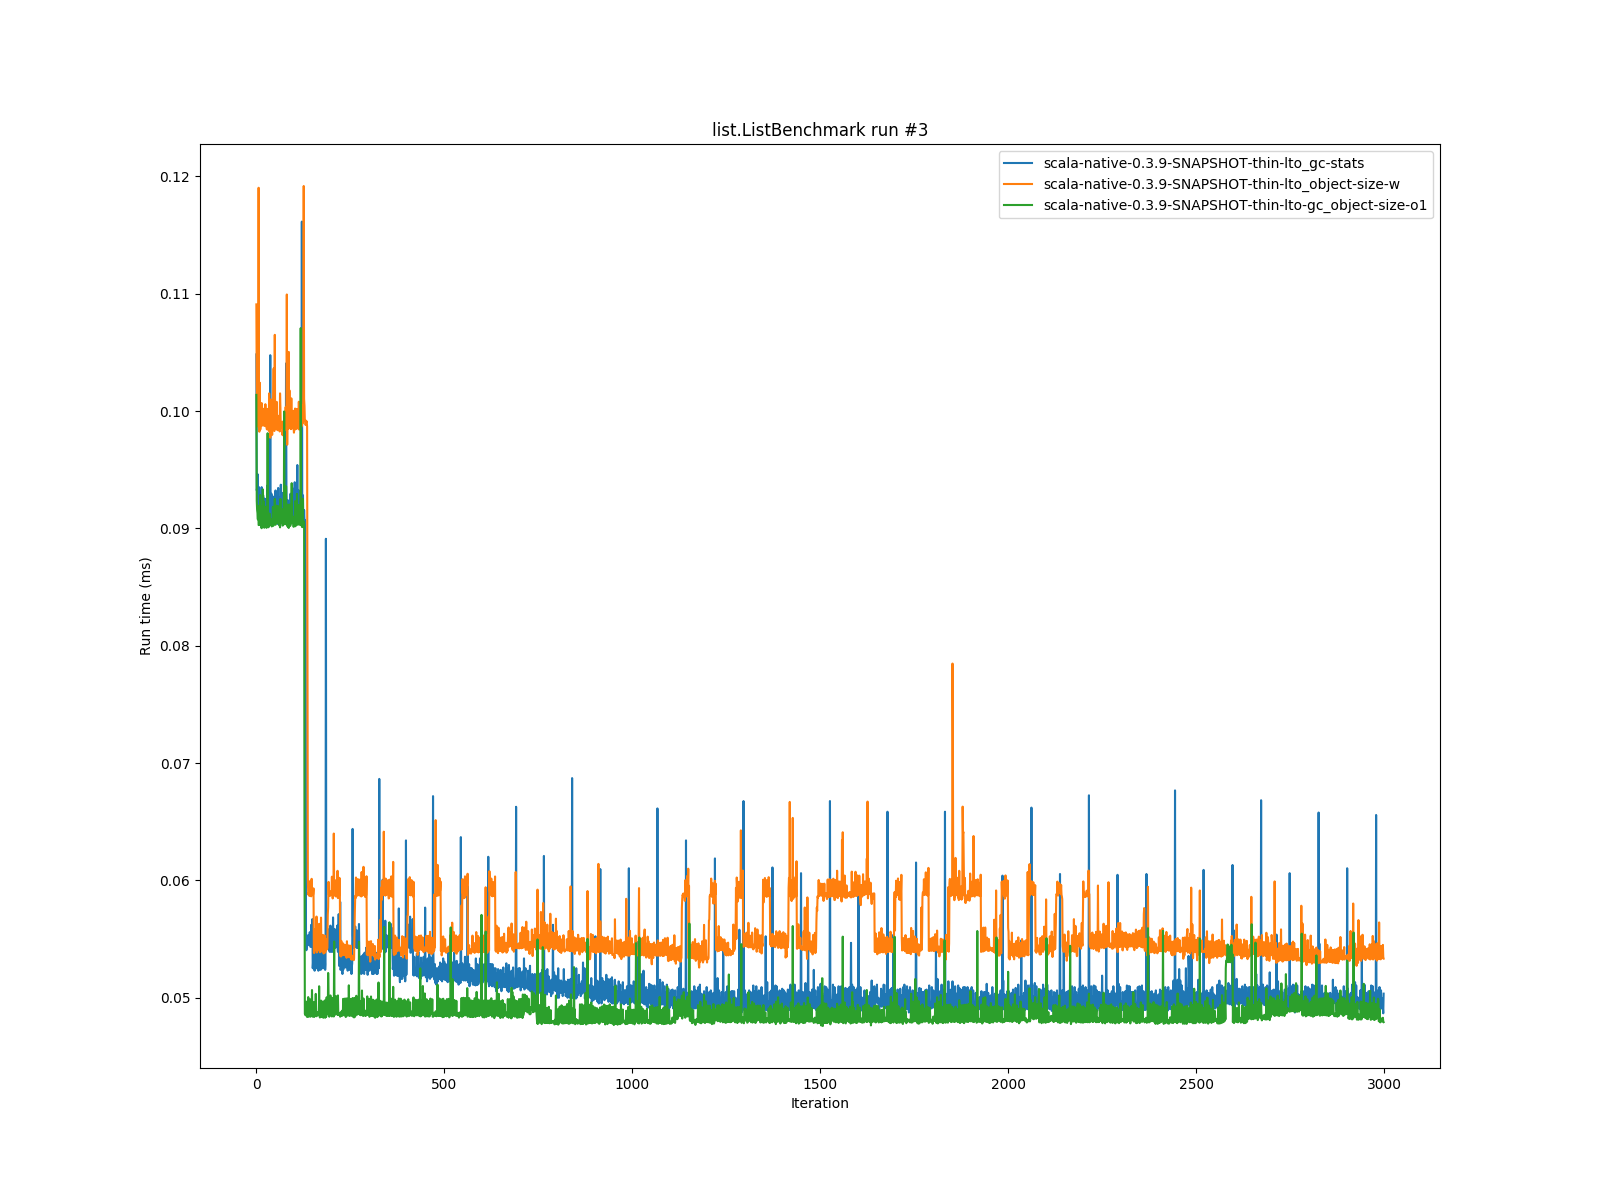 list.ListBenchmark run #3
scala-native-0.3.9-SNAPSHOT-thin-lto_gc-stats
scala-native-0.3.9-SNAPSHOT-thin-lto_object-size-w
scala-native-0.3.9-SNAPSHOT-thin-lto-gc_object-size-o1
0.12
0.11
0.10
0.09
0.08
0.07
0.06
0.05
Run time (ms)
0
500
1000
1500
2000
2500
3000
Iteration